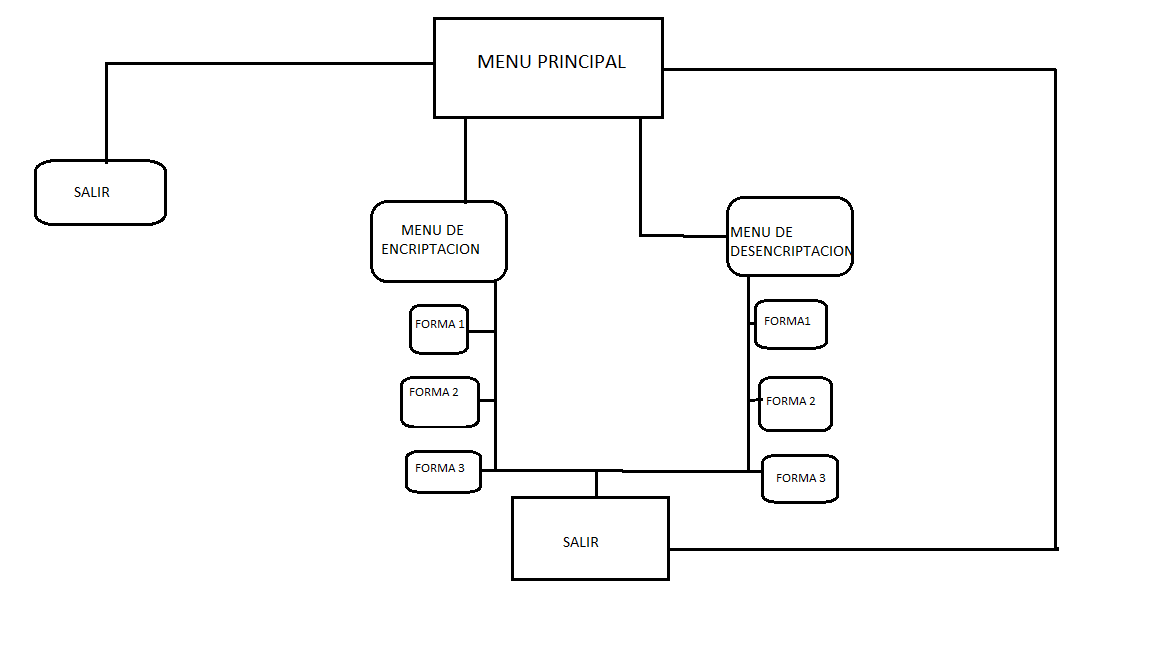 MENU PRINCIPAL
SALIR
MENU DE
ENCRIPTACION
MENU DE
DESENCRIPTACION
FORMA 1
FORMA1
FORMA 2
FORMA 2
FORMA 3
FORMA 3
SALIR